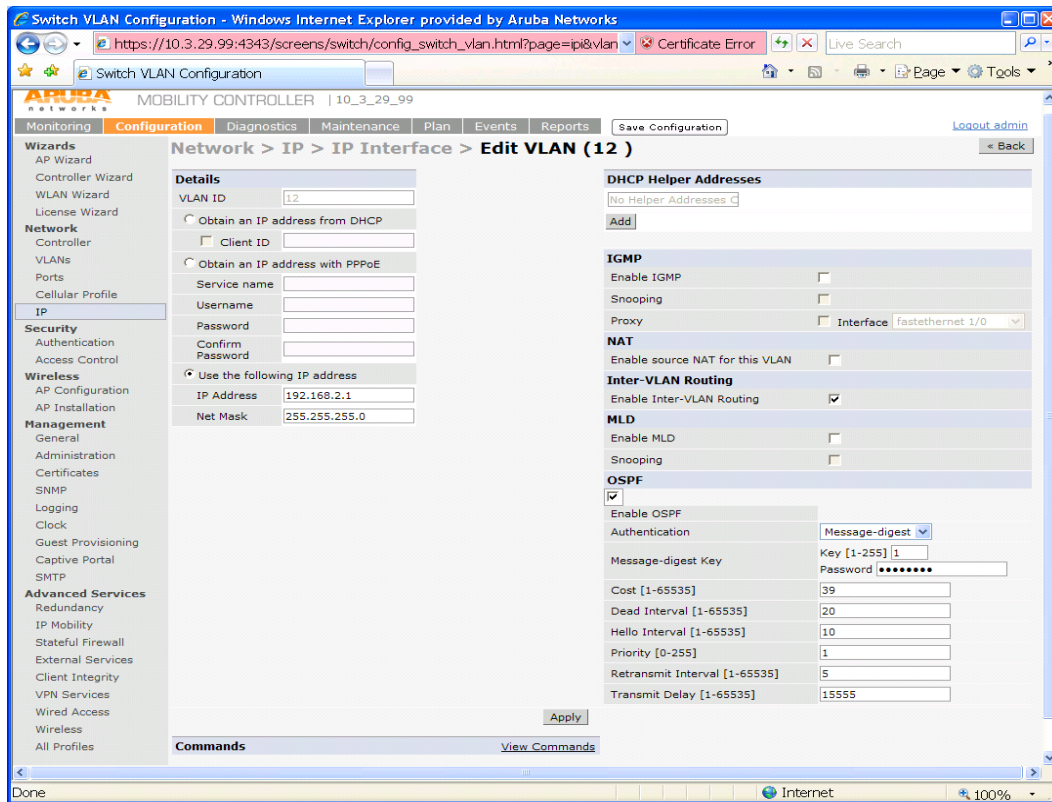 Switch VLAN Configuration - Windows Internet Explorer provided by Aruba Networks
https://10.3.29.99:4343/screens/switch/config_switch_vlan.html?page=ipi&vlan
Certificate Error
Live Search
Switch VLAN Configuration
Page
Tools
ARUBA
networks
MOBILITY CONTROLLER | 10_3_29_99
Monitoring Configuration Diagnostics Maintenance Plan Events Reports Save Configuration Logout admin
Wizards
AP Wizard
Controller Wizard
WLAN Wizard
License Wizard
Network
Controller
VLANs
Ports
Cellular Profile
IP
Security
Authentication
Access Control
Wireless
AP Configuration
AP Installation
Management
General
Administration
Certificates
SNMP
Logging
Clock
Guest Provisioning
Captive Portal
SMTP
Advanced Services
Redundancy
IP Mobility
Stateful Firewall
External Services
Client Integrity
VPN Services
Wired Access
Wireless
All Profiles
Network > IP > IP Interface > Edit VLAN (12 )
« Back
Details
VLAN ID 12
Obtain an IP address from DHCP
Client ID
Obtain an IP address with PPPoE
Service name
Username
Password
Confirm
Password
Use the following IP address
IP Address 192.168.2.1
Net Mask 255.255.255.0
DHCP Helper Addresses
No Helper Addresses C
Add
IGMP
Enable IGMP
Snooping
Proxy Interface fastethernet 1/0
NAT
Enable source NAT for this VLAN
Inter-VLAN Routing
Enable Inter-VLAN Routing
MLD
Enable MLD
Snooping
OSPF
Enable OSPF
Authentication Message-digest
Message-digest Key Key [1-255] 1
Password ••••••••
Cost [1-65535] 39
Dead Interval [1-65535] 20
Hello Interval [1-65535] 10
Priority [0-255] 1
Retransmit Interval [1-65535] 5
Transmit Delay [1-65535] 15555
Apply
Commands View Commands
Done Internet 100%